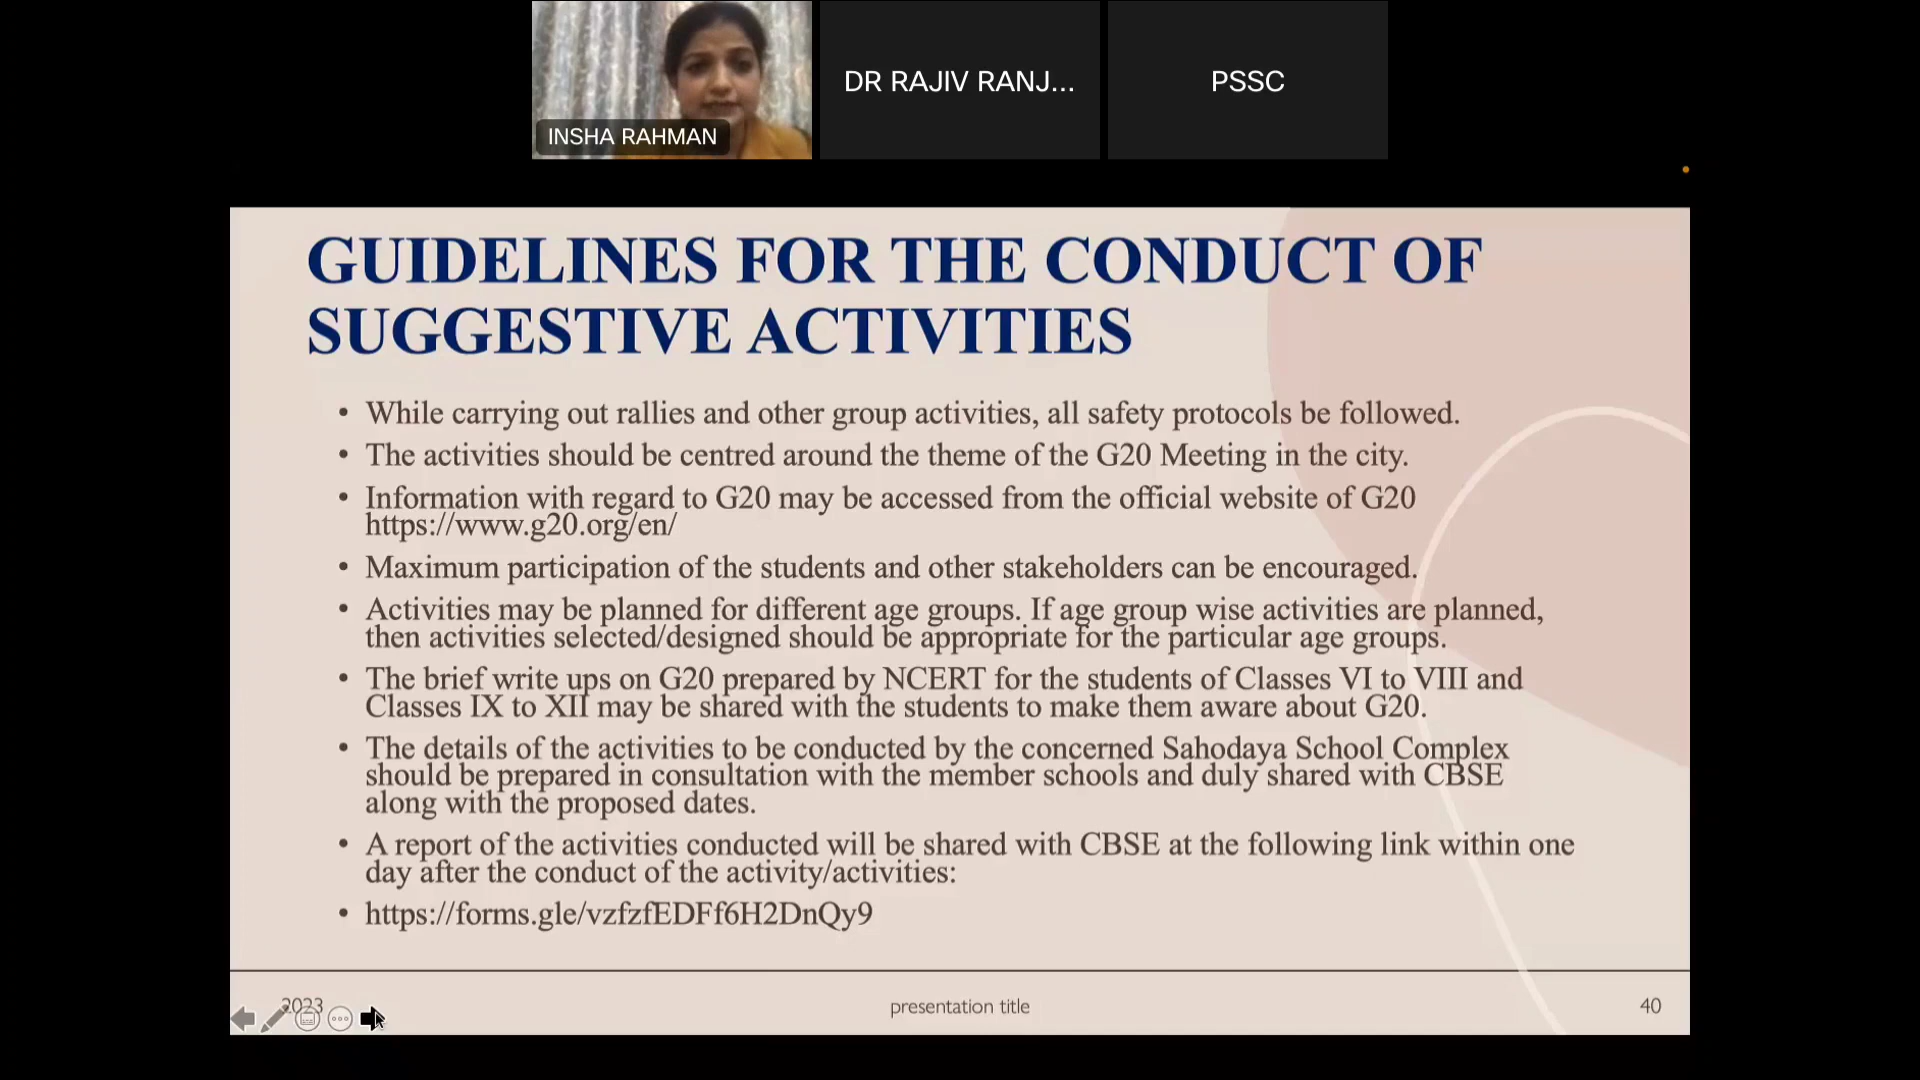 INSHA RAHMAN
DR RAJIV RANJ...
PSSC
GUIDELINES FOR THE CONDUCT OF
SUGGESTIVE ACTIVITIES
• While carrying out rallies and other group activities, all safety protocols be followed.
• The activities should be centred around the theme of the G20 Meeting in the city.
• Information with regard to G20 may be accessed from the official website of G20
https://www.g20.org/en/
• Maximum participation of the students and other stakeholders can be encouraged.
• Activities may be planned for different age groups. If age group wise activities are planned,
then activities selected/designed should be appropriate for the particular age groups.
• The brief write ups on G20 prepared by NCERT for the students of Classes VI to VIII and
Classes IX to XII may be shared with the students to make them aware about G20.
• The details of the activities to be conducted by the concerned Sahodaya School Complex
should be prepared in consultation with the member schools and duly shared with CBSE
along with the proposed dates.
• A report of the activities conducted will be shared with CBSE at the following link within one
day after the conduct of the activity/activities:
• https://forms.gle/vzfzfEDFf6H2DnQy9
2023
presentation title
40